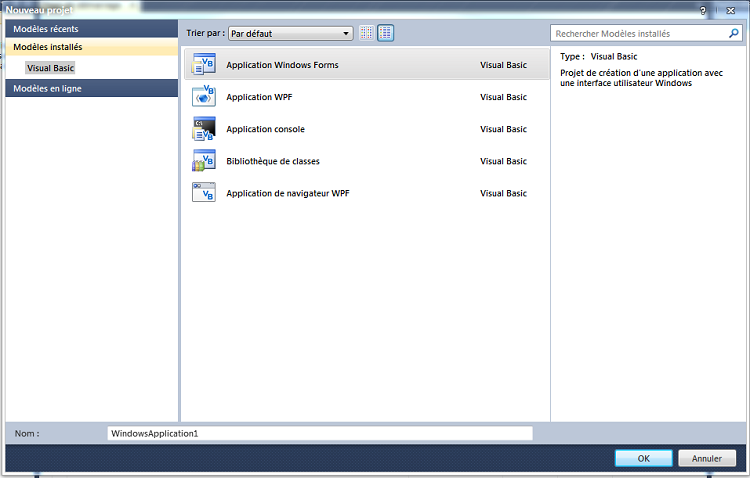 Nouveau projet
Modèles récents
Modèles installés
Visual Basic
Modèles en ligne
Trier par : Par défaut
Application Windows Forms Visual Basic
Application WPF Visual Basic
Application console Visual Basic
Bibliothèque de classes Visual Basic
Application de navigateur WPF Visual Basic
Rechercher Modèles installés
Type : Visual Basic
Projet de création d'une application avec
une interface utilisateur Windows
Nom : WindowsApplication1
OK Annuler